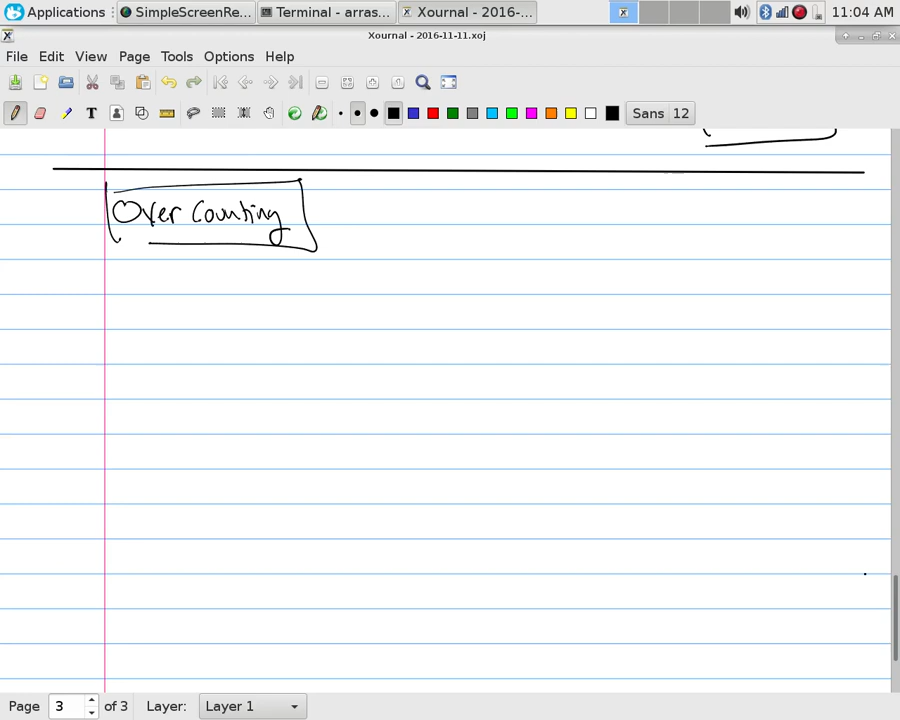 Applications SimpleScreenRe... Terminal - arras... Xournal - 2016-... 11:04 AM
Xournal - 2016-11-11.xoj
File Edit View Page Tools Options Help
Sans 12
Over Counting
Page 3 of 3 Layer: Layer 1